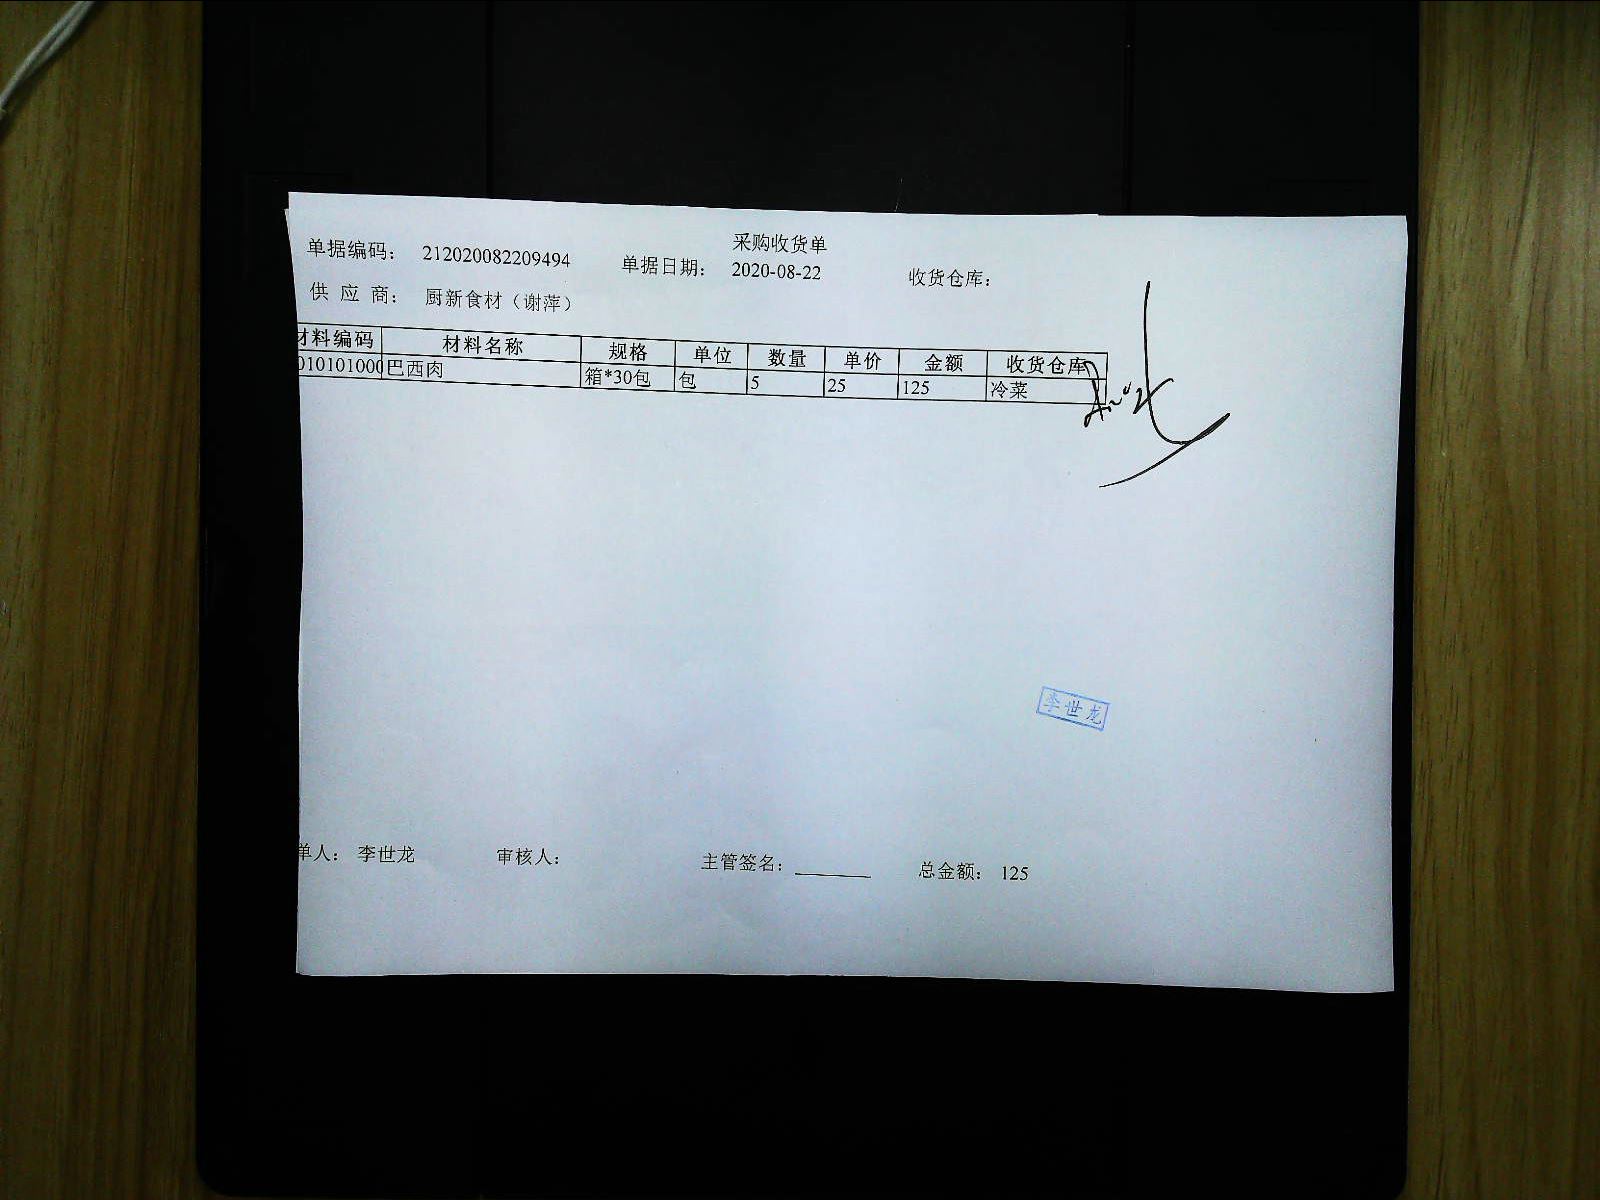 采购收货单
单据编码： 212020082209494 单据日期： 2020-08-22 收货仓库：
供 应 商： 厨新食材（谢萍）
材料编码 材料名称 规格 单位 数量 单价 金额 收货仓库
010101000 巴西肉 箱*30包 包 5 25 125 冷菜
李世龙
单人： 李世龙 审核人： 主管签名：________ 总金额： 125